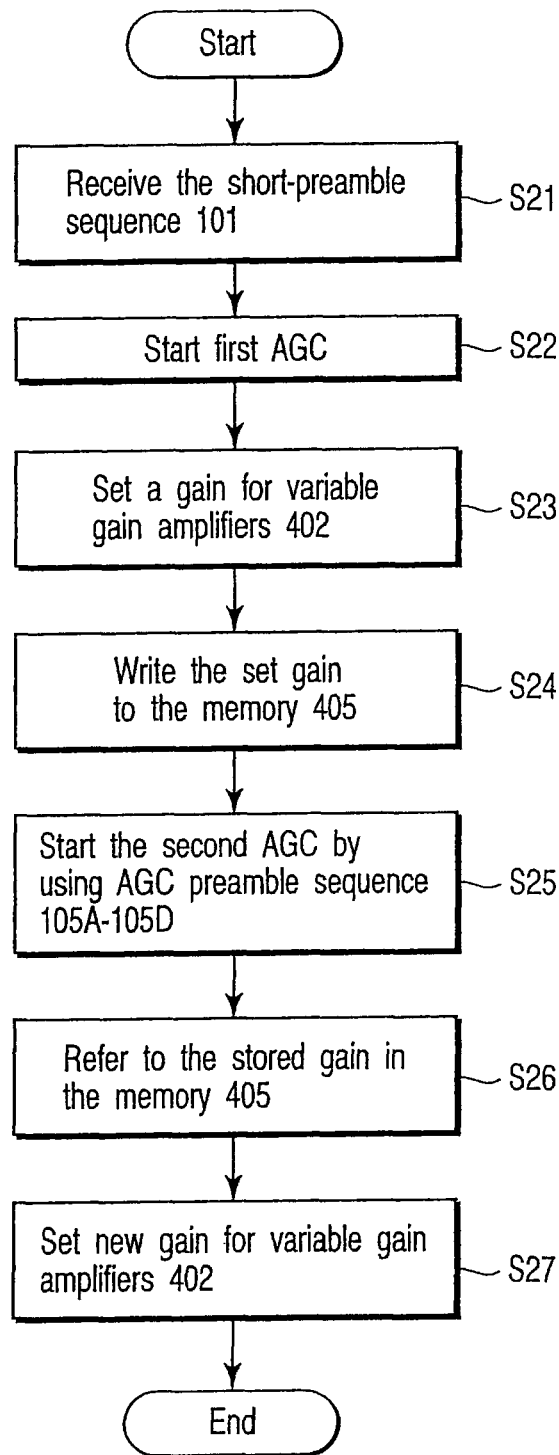 Start
Receive the short-preamble
sequence 101
S21
Start first AGC
S22
Set a gain for variable
gain amplifiers 402
S23
Write the set gain
to the memory 405
S24
Start the second AGC by
using AGC preamble sequence
105A-105D
S25
Refer to the stored gain in
the memory 405
S26
Set new gain for variable gain
amplifiers 402
S27
End